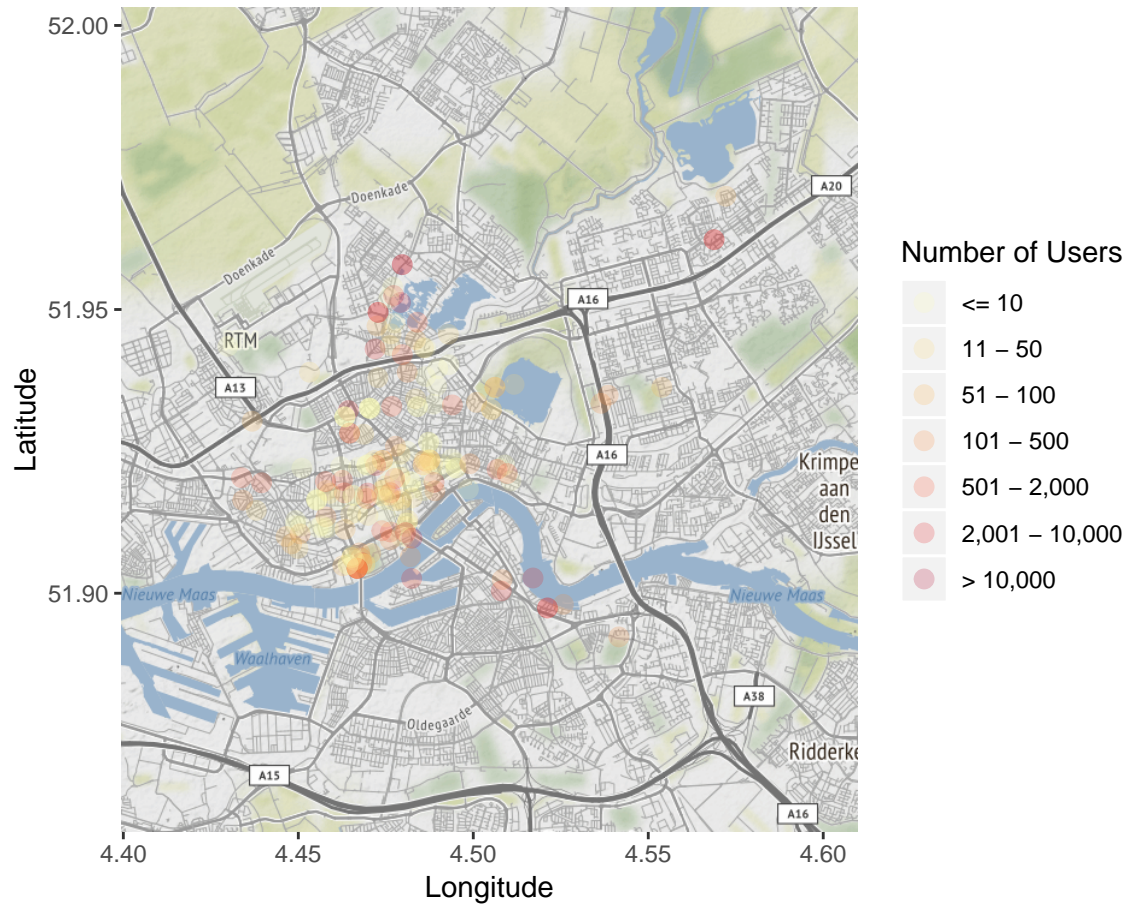 52.00
51.95
51.90
Latitude
4.40
4.45
4.50
4.55
4.60
Longitude
Doenkade
Doenkade
A20
A16
RTM
A13
A16
Krimpe
aan
den
IJssel
Nieuwe Maas
Nieuwe Maas
Waalhaven
A38
Oldegaarde
Ridderke
A15
A16
Number of Users
<= 10
11 − 50
51 − 100
101 − 500
501 − 2,000
2,001 − 10,000
> 10,000